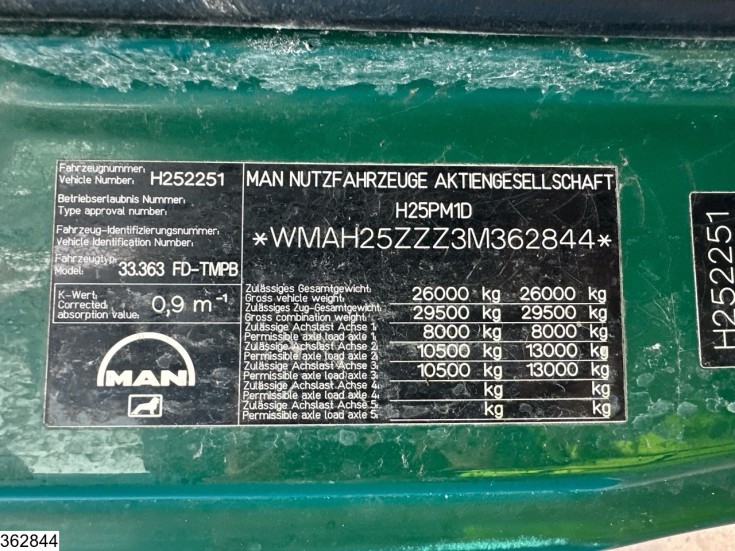 Fahrzeugnummer:
Vehicle Number: H252251
Betriebserlaubnis Nummer:
Type approval number:
Fahrzeug-Identifizierungsnummer:
Vehicle Identification Number:
Fahrzeugtyp:
Model: 33.363 FD-TMPB
K-Wert:
Corrected 0,9 m⁻¹
absorption value:
MAN
MAN NUTZFAHRZEUGE AKTIENGESELLSCHAFT
H25PM1D
*WMAH25ZZZ3M362844*
Zulässiges Gesamtgewicht:
Gross vehicle weight: 26000 kg 26000 kg
Zulässiges Zug-Gesamtgewicht:
Gross combination weight: 29500 kg 29500 kg
Zulässige Achslast Achse 1:
Permissible axle load axle 1: 8000 kg 8000 kg
Zulässige Achslast Achse 2:
Permissible axle load axle 2: 10500 kg 13000 kg
Zulässige Achslast Achse 3:
Permissible axle load axle 3: 10500 kg 13000 kg
Zulässige Achslast Achse 4:
Permissible axle load axle 4: kg kg
Zulässige Achslast Achse 5:
Permissible axle load axle 5: kg kg
H252251
362844